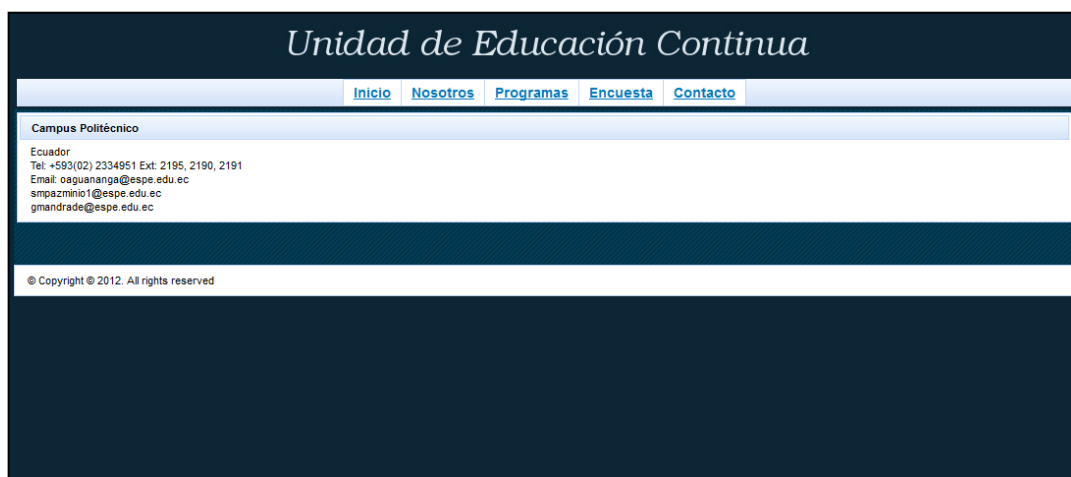 Unidad de Educación Continua
Inicio Nosotros Programas Encuesta Contacto
Campus Politécnico
Ecuador
Tel: +593(02) 2334951 Ext: 2195, 2190, 2191
Email: oaguananga@espe.edu.ec
smpazminio1@espe.edu.ec
gmandrade@espe.edu.ec
© Copyright © 2012. All rights reserved